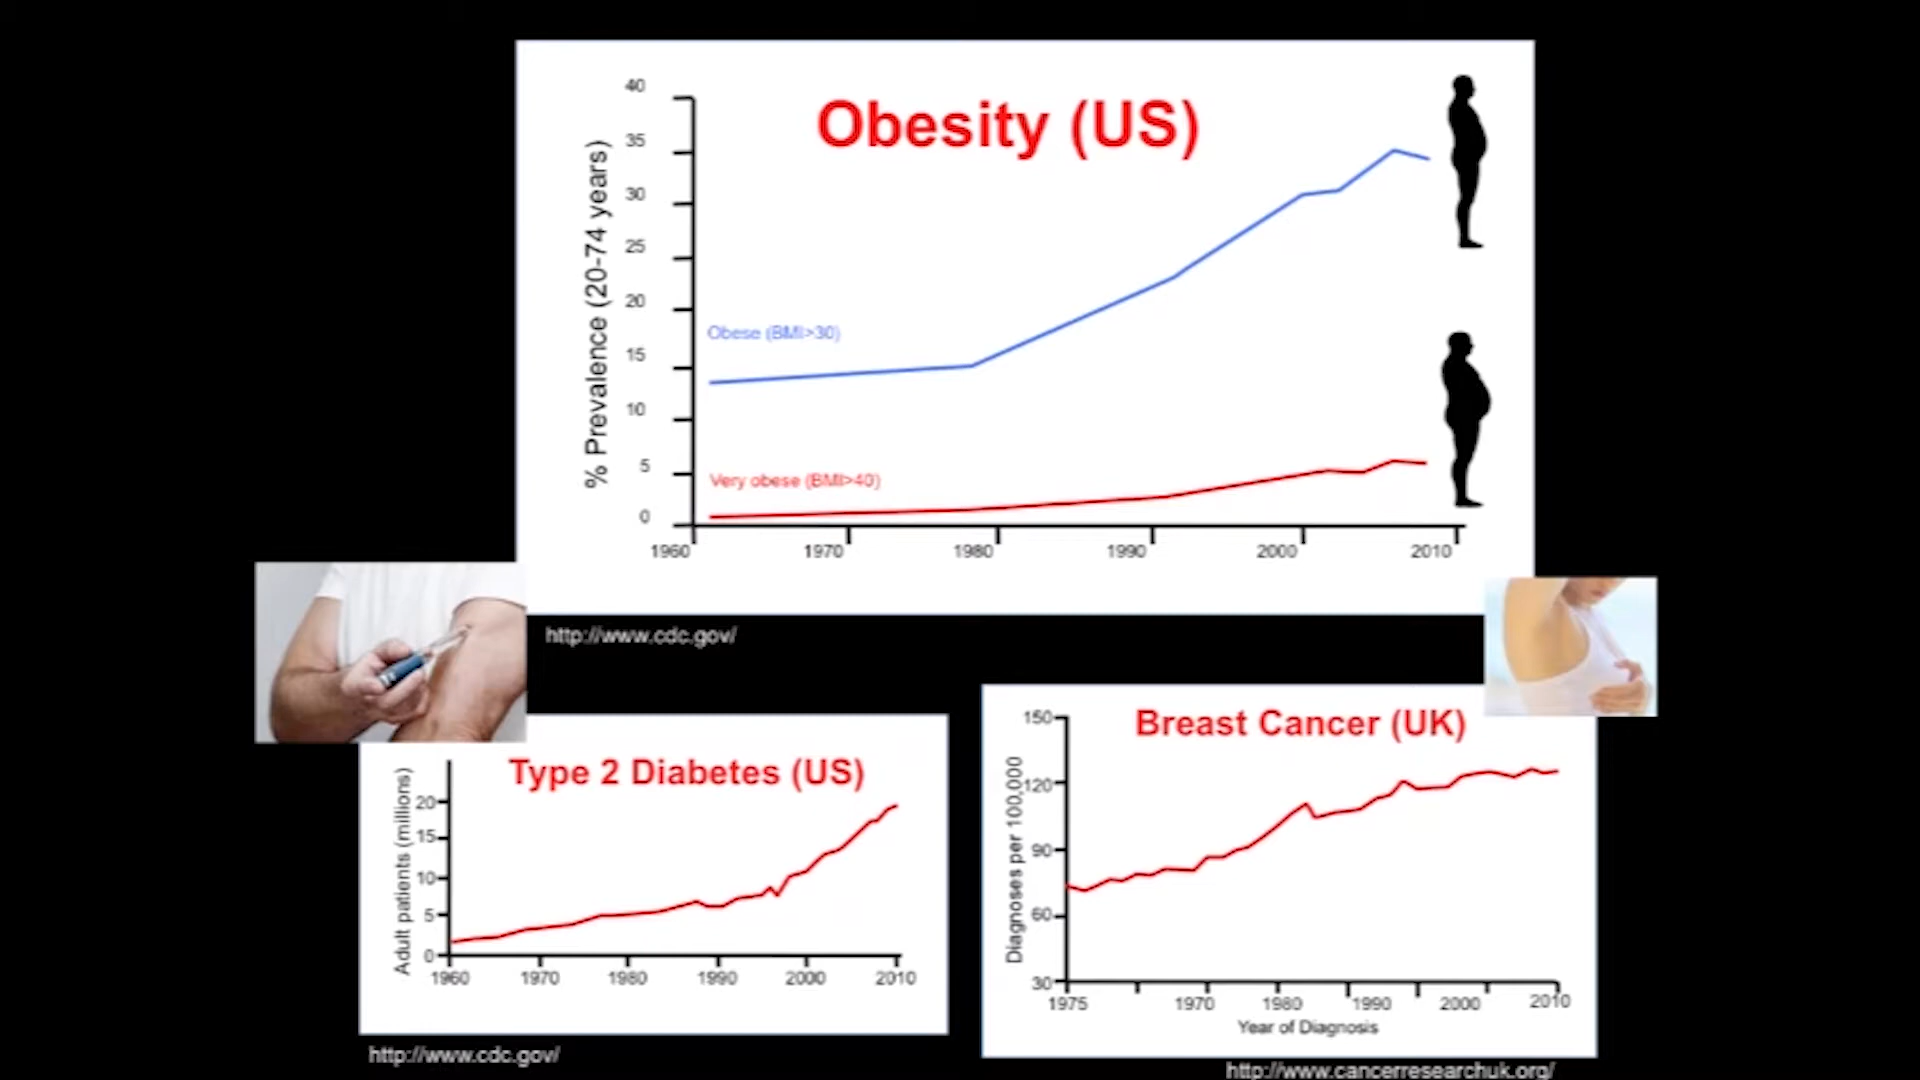 Obesity (US)
% Prevalence (20-74 years)
40
35
30
25
20
15
10
5
0
Obese (BMI>30)
Very obese (BMI>40)
1960 1970 1980 1990 2000 2010
http://www.cdc.gov/
Type 2 Diabetes (US)
Adult patients (millions)
20
15
10
5
0
1960 1970 1980 1990 2000 2010
http://www.cdc.gov/
Breast Cancer (UK)
Diagnoses per 100,000
150
120
90
60
30
1975 1970 1980 1990 2000 2010
Year of Diagnosis
http://www.cancerresearchuk.org/